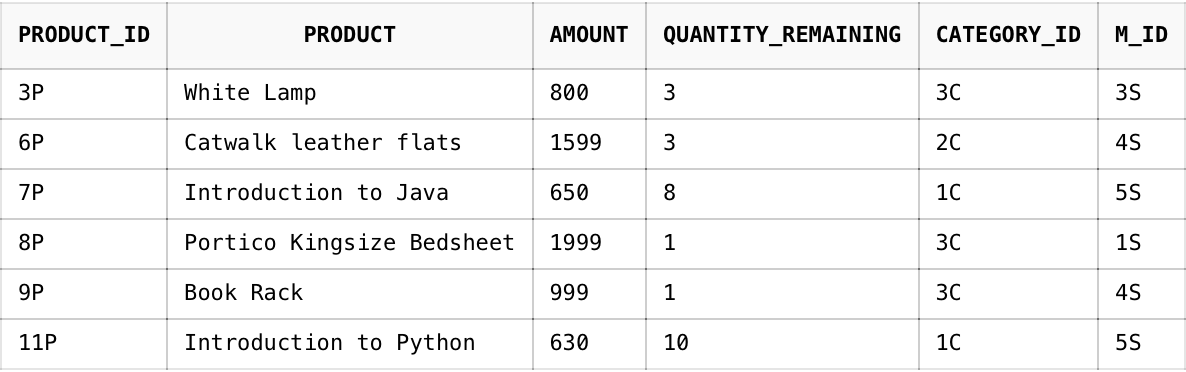 PRODUCT_ID PRODUCT AMOUNT QUANTITY_REMAINING CATEGORY_ID M_ID
3P White Lamp 800 3 3C 3S
6P Catwalk leather flats 1599 3 2C 4S
7P Introduction to Java 650 8 1C 5S
8P Portico Kingsize Bedsheet 1999 1 3C 1S
9P Book Rack 999 1 3C 4S
11P Introduction to Python 630 10 1C 5S